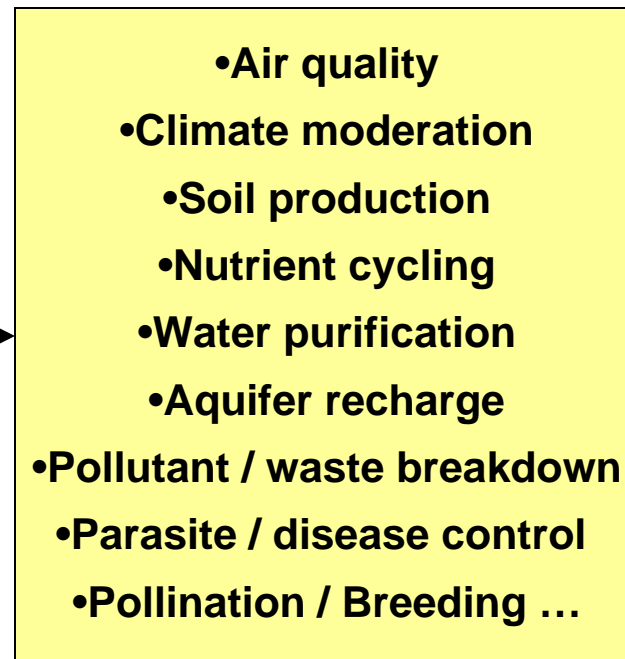 •Air quality
•Climate moderation
•Soil production
•Nutrient cycling
•Water purification
•Aquifer recharge
•Pollutant / waste breakdown
•Parasite / disease control
•Pollination / Breeding …